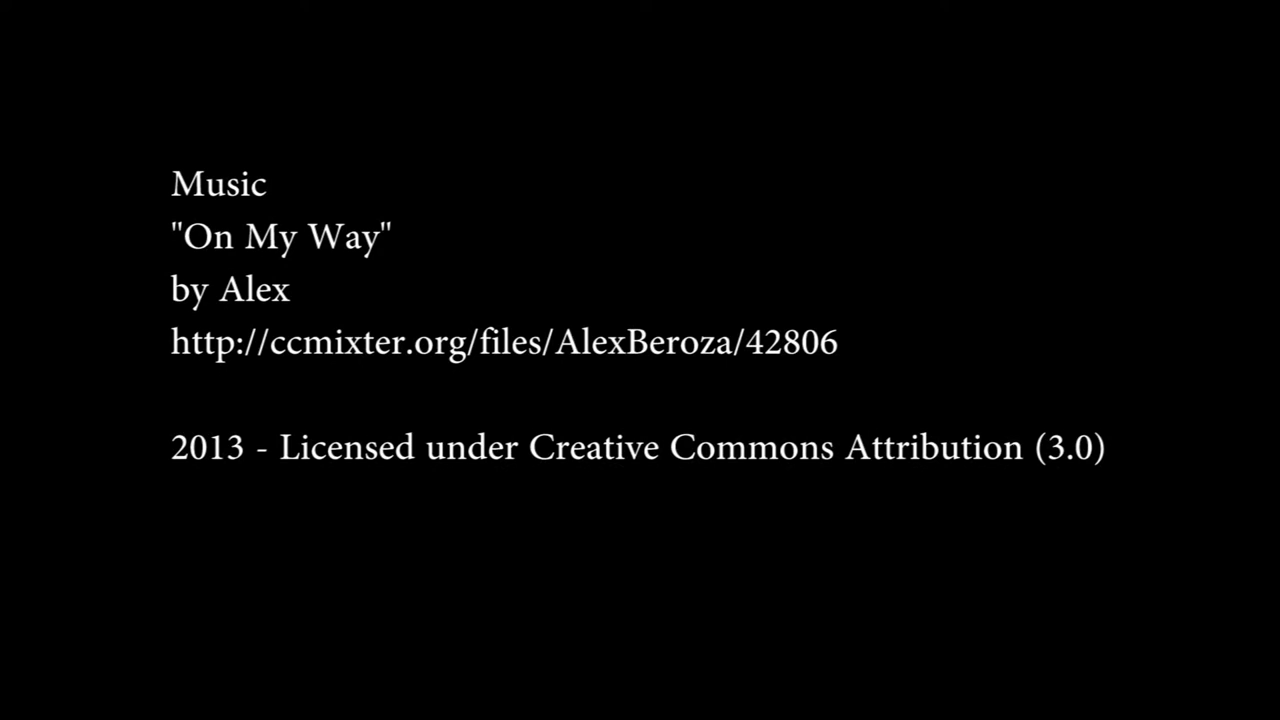 Music
"On My Way"
by Alex
http://ccmixter.org/files/AlexBeroza/42806
2013 - Licensed under Creative Commons Attribution (3.0)